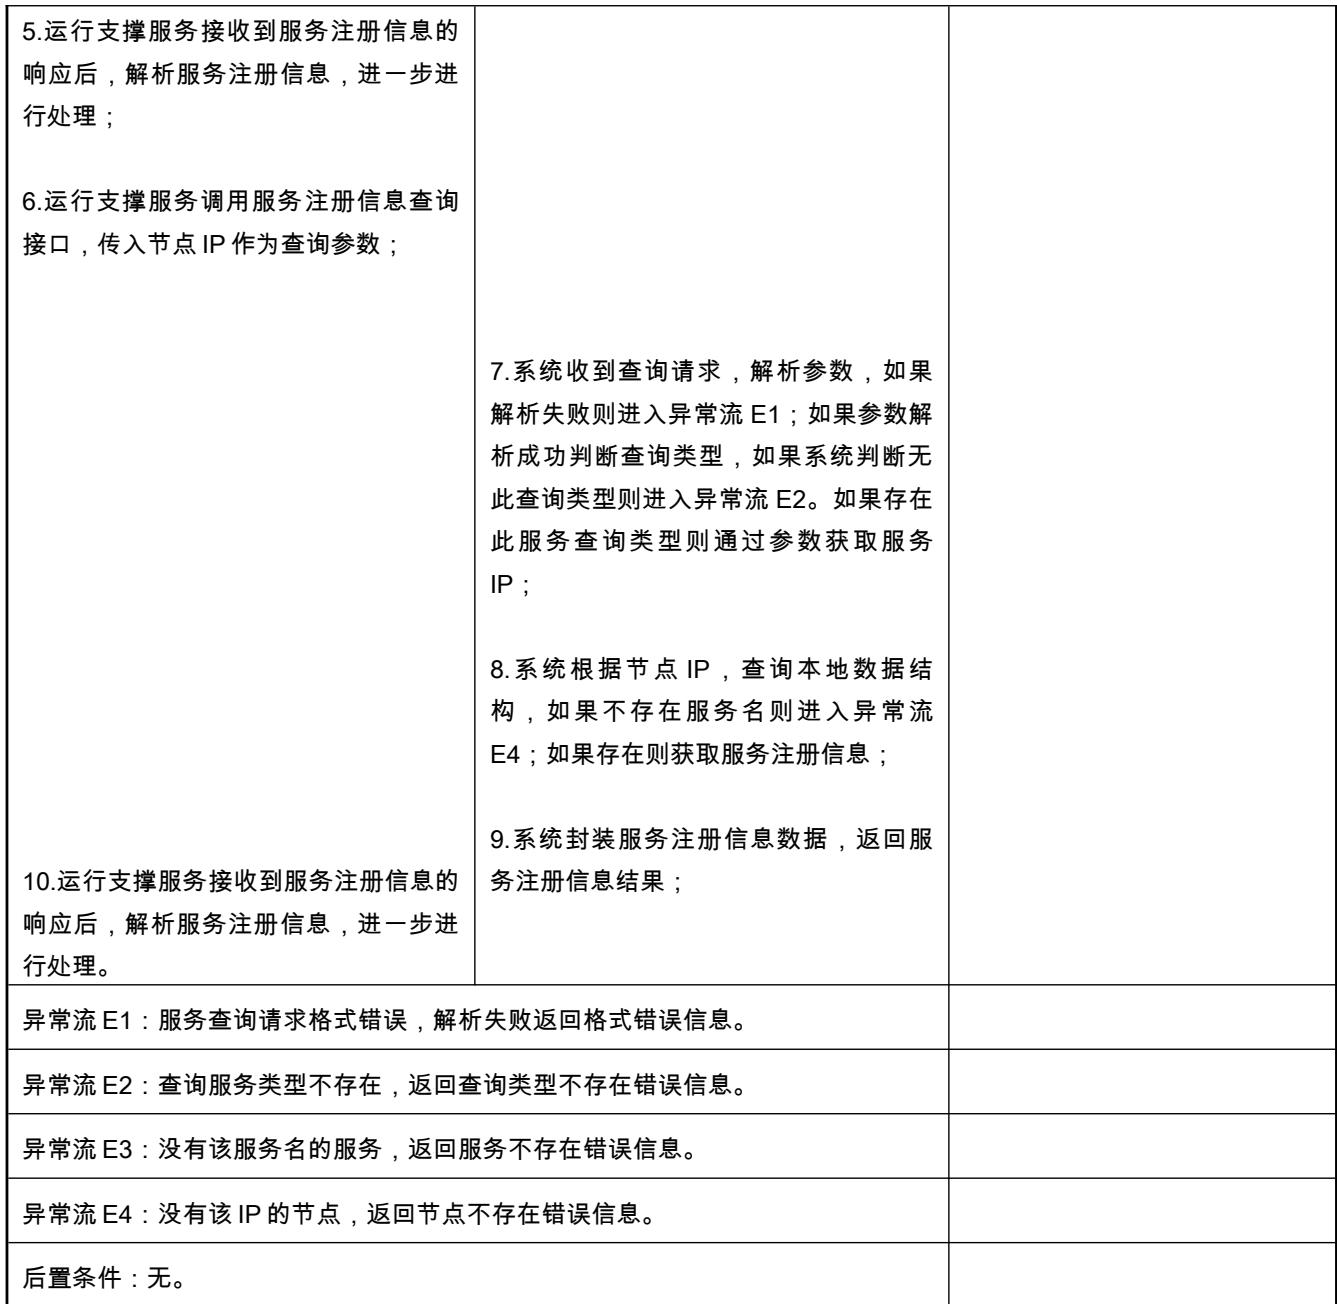 5.运行支撑服务接收到服务注册信息的
响应后，解析服务注册信息，进一步进
行处理；
6.运行支撑服务调用服务注册信息查询
接口，传入节点 IP 作为查询参数；
7.系统收到查询请求，解析参数，如果
解析失败则进入异常流 E1；如果参数解
析成功判断查询类型，如果系统判断无
此查询类型则进入异常流 E2。如果存在
此服务查询类型则通过参数获取服务
IP；
8.系统根据节点 IP，查询本地数据结
构，如果不存在服务名则进入异常流
E4；如果存在则获取服务注册信息；
9.系统封装服务注册信息数据，返回服
务注册信息结果；
10.运行支撑服务接收到服务注册信息的
响应后，解析服务注册信息，进一步进
行处理。
异常流 E1：服务查询请求格式错误，解析失败返回格式错误信息。
异常流 E2：查询服务类型不存在，返回查询类型不存在错误信息。
异常流 E3：没有该服务名的服务，返回服务不存在错误信息。
异常流 E4：没有该 IP 的节点，返回节点不存在错误信息。
后置条件：无。